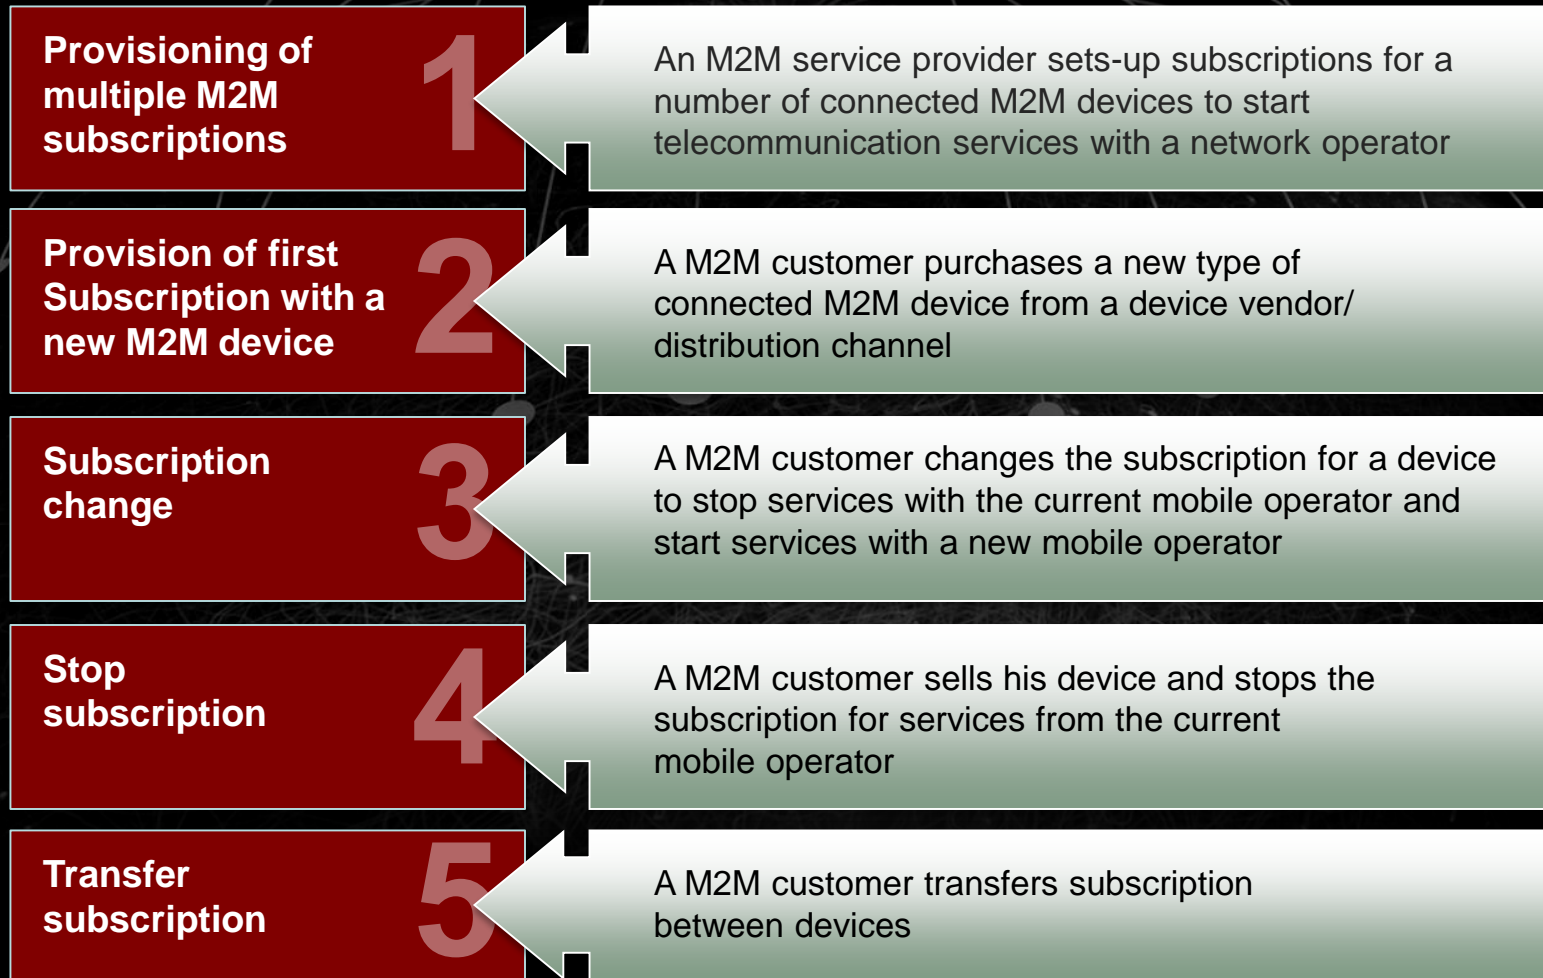 Provisioning of
multiple M2M
subscriptions
1
An M2M service provider sets-up subscriptions for a
number of connected M2M devices to start
telecommunication services with a network operator
Provision of first
Subscription with a
new M2M device
2
A M2M customer purchases a new type of
connected M2M device from a device vendor/
distribution channel
Subscription
change
3
A M2M customer changes the subscription for a device
to stop services with the current mobile operator and
start services with a new mobile operator
Stop
subscription
4
A M2M customer sells his device and stops the
subscription for services from the current
mobile operator
Transfer
subscription
5
A M2M customer transfers subscription
between devices